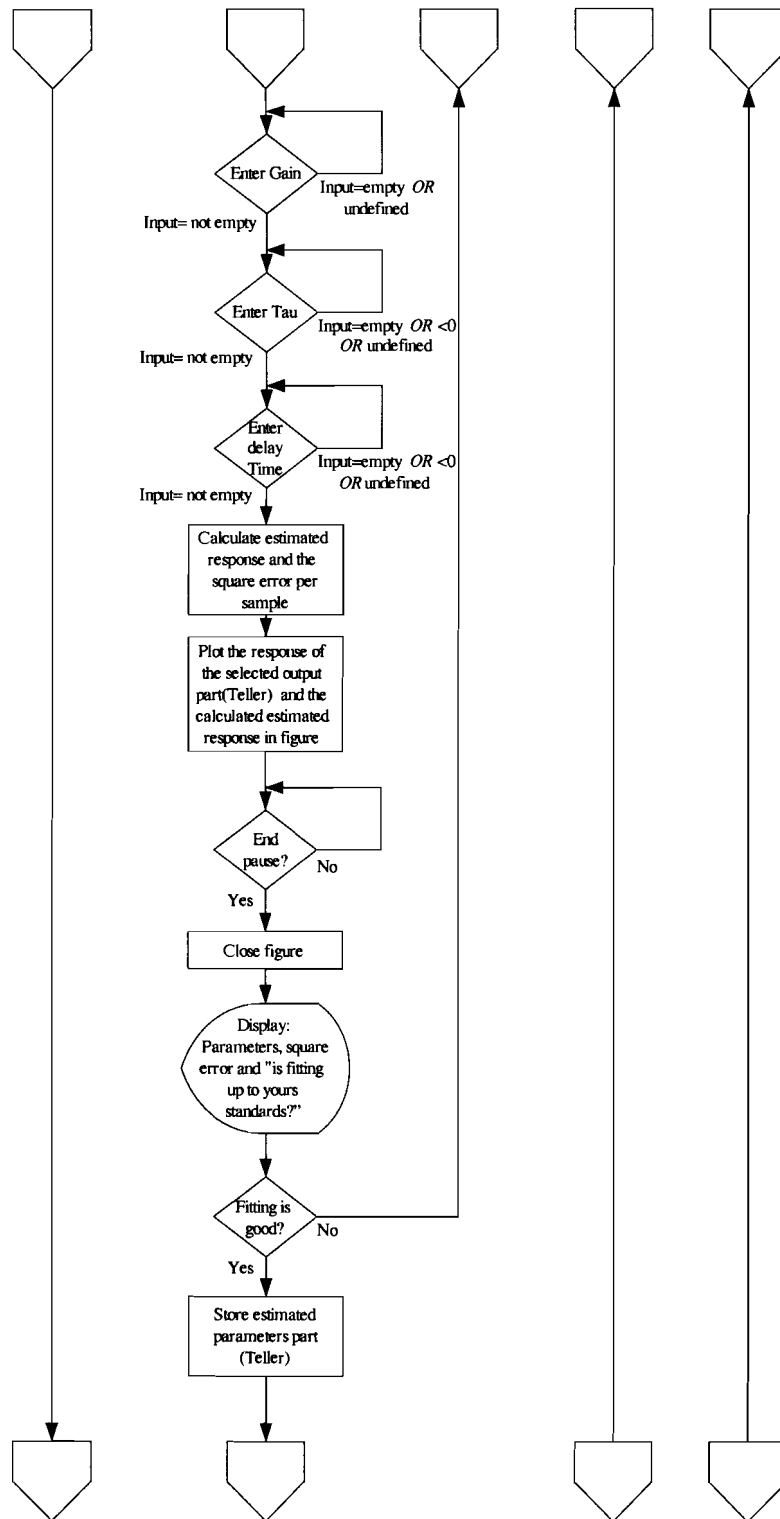 Enter Gain
Input=empty OR
undefined
Input= not empty
Enter Tau
Input=empty OR <0
OR undefined
Input= not empty
Enter
delay
Time
Input=empty OR <0
OR undefined
Input= not empty
Calculate estimated
response and the
square error per
sample
Plot the response of
the selected output
part(Teller) and the
calculated estimated
response in figure
End
pause?
No
Yes
Close figure
Display:
Parameters, square
error and "is fitting
up to yours
standards?"
Fitting is
good?
No
Yes
Store estimated
parameters part
(Teller)